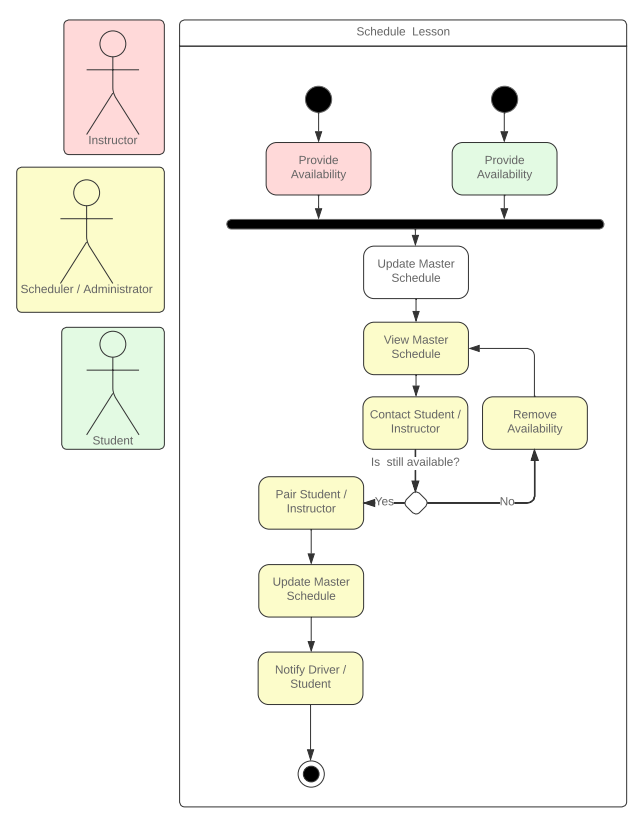 Schedule Lesson
Instructor
Scheduler / Administrator
Student
Provide
Availability
Provide
Availability
Update Master
Schedule
View Master
Schedule
Contact Student /
Instructor
Remove
Availability
Is still available?
Yes
No
Pair Student /
Instructor
Update Master
Schedule
Notify Driver /
Student